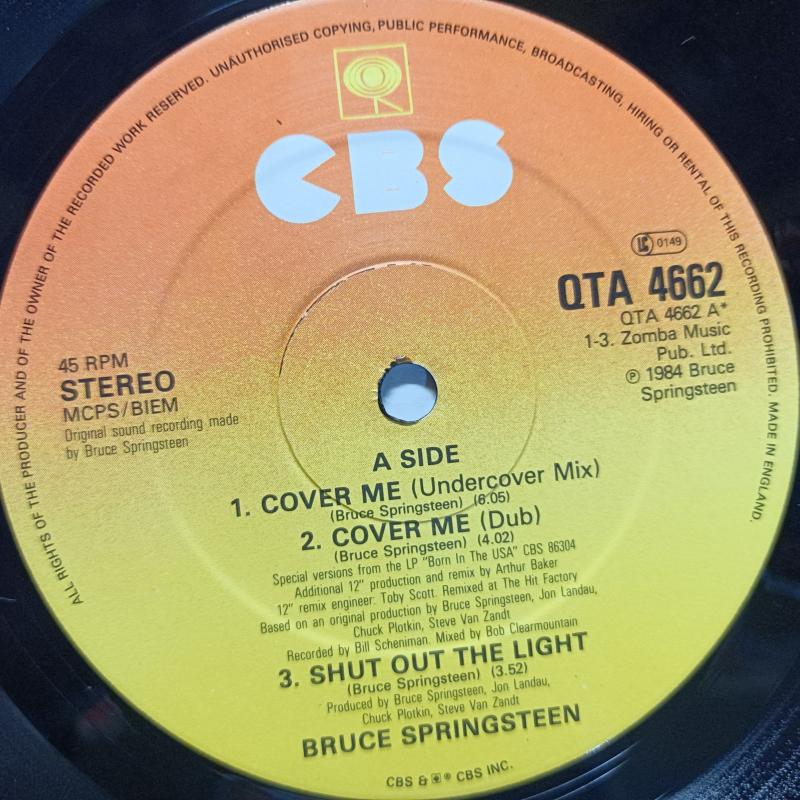 ALL RIGHTS OF THE PRODUCER AND OF THE OWNER OF THE RECORDED WORK RESERVED. UNAUTHORISED COPYING, PUBLIC PERFORMANCE, BROADCASTING, HIRING OR RENTAL OF THIS RECORDING PROHIBITED. MADE IN ENGLAND.
CBS
LC 0149
QTA 4662
QTA 4662 A*
1-3. Zomba Music
Pub. Ltd.
℗ 1984 Bruce
Springsteen
45 RPM
STEREO
MCPS/BIEM
Original sound recording made
by Bruce Springsteen
A SIDE
1. COVER ME (Undercover Mix)
(Bruce Springsteen) (6.05)
2. COVER ME (Dub)
(Bruce Springsteen) (4.02)
Special versions from the LP "Born In The USA" CBS 86304
Additional 12" production and remix by Arthur Baker
12" remix engineer: Toby Scott. Remixed at The Hit Factory
Based on an original production by Bruce Springsteen, Jon Landau,
Chuck Plotkin, Steve Van Zandt
Recorded by Bill Scheniman. Mixed by Bob Clearmountain
3. SHUT OUT THE LIGHT
(Bruce Springsteen) (3.52)
Produced by Bruce Springsteen, Jon Landau,
Chuck Plotkin, Steve Van Zandt
BRUCE SPRINGSTEEN
CBS & ® CBS INC.